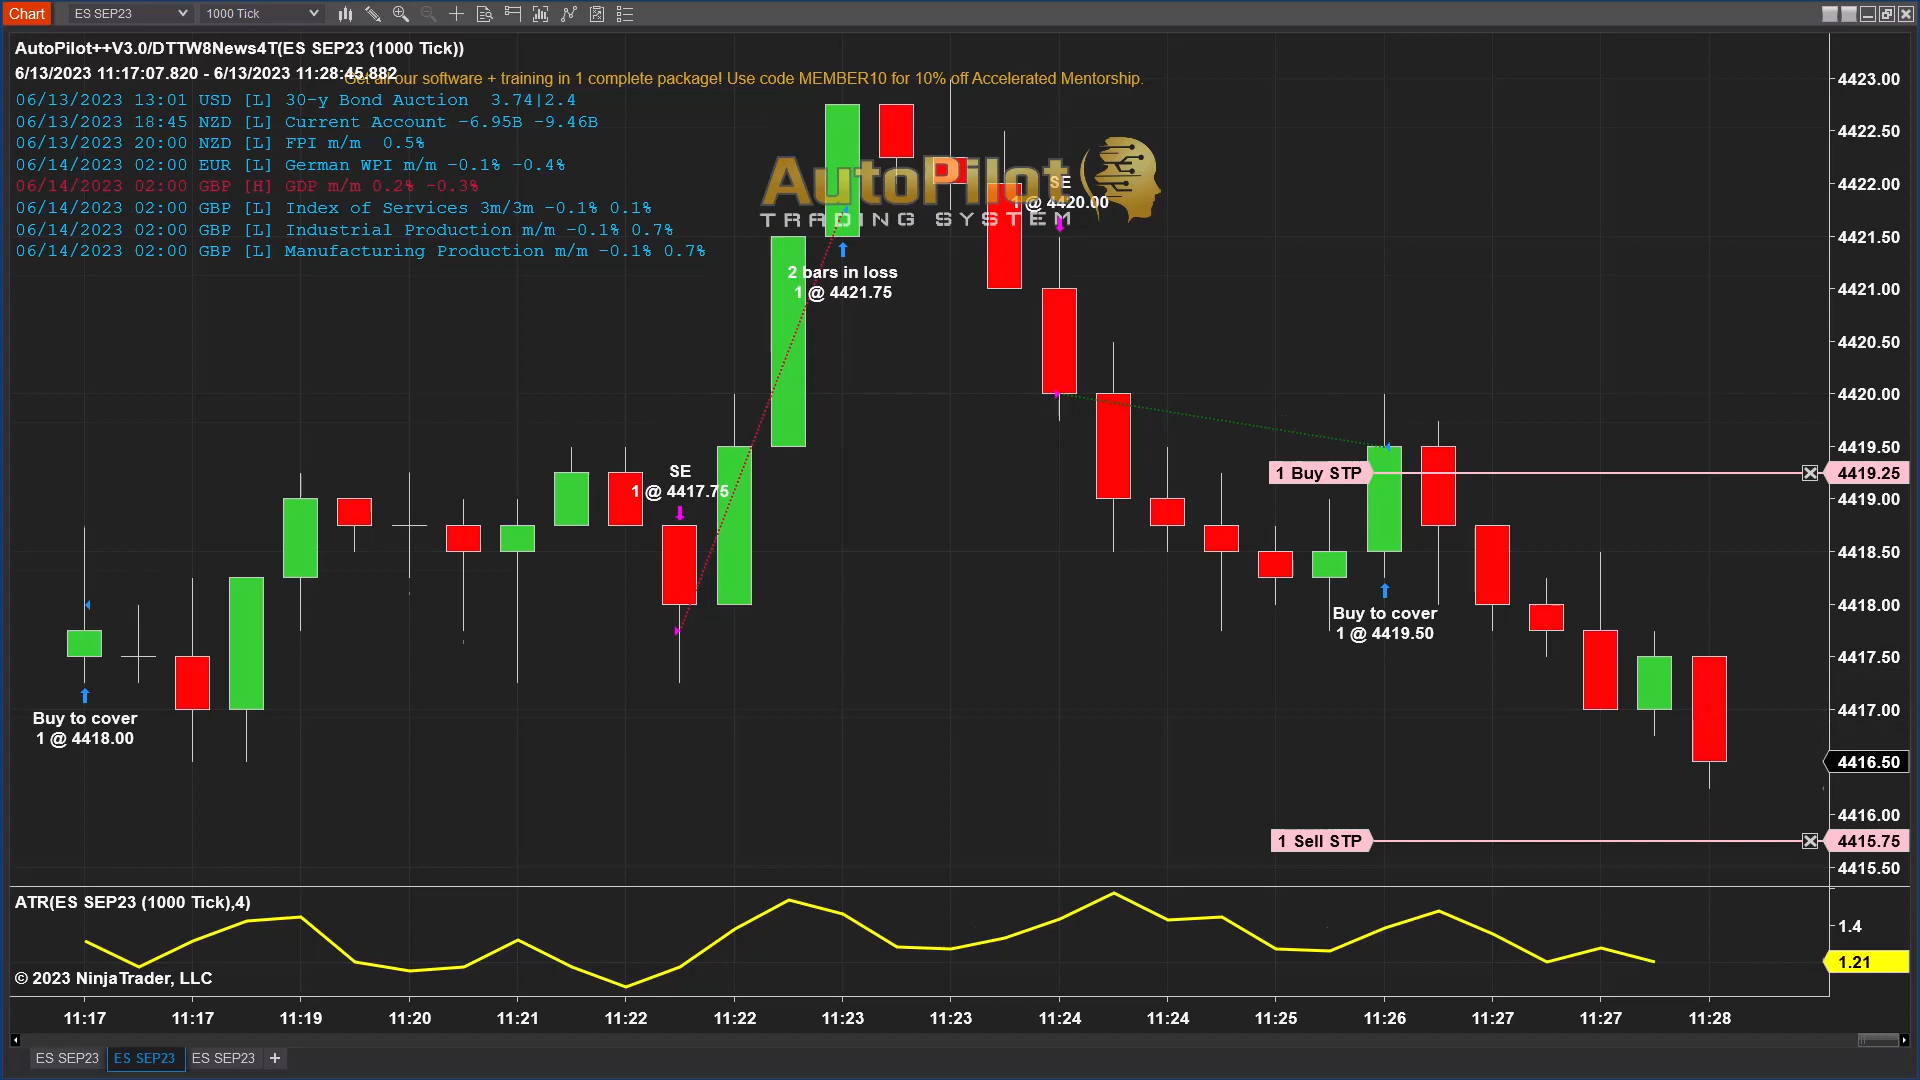 Chart ES SEP23 1000 Tick
AutoPilot++V3.0/DTTW8News4T(ES SEP23 (1000 Tick))
6/13/2023 11:17:07.820 - 6/13/2023 11:28:45.882
Get all our software + training in 1 complete package! Use code MEMBER10 for 10% off Accelerated Mentorship.
06/13/2023 13:01 USD [L] 30-y Bond Auction 3.74|2.4
06/13/2023 18:45 NZD [L] Current Account -6.95B -9.46B
06/13/2023 20:00 NZD [L] FPI m/m 0.5%
06/14/2023 02:00 EUR [L] German WPI m/m -0.1% -0.4%
06/14/2023 02:00 GBP [H] GDP m/m 0.2% -0.3%
06/14/2023 02:00 GBP [L] Index of Services 3m/3m -0.1% 0.1%
06/14/2023 02:00 GBP [L] Industrial Production m/m -0.1% 0.7%
06/14/2023 02:00 GBP [L] Manufacturing Production m/m -0.1% 0.7%
AutoPilot
TRADING SYSTEM
SE
1 @ 4420.00
2 bars in loss
1 @ 4421.75
SE
1 @ 4417.75
1 Buy STP
Buy to cover
1 @ 4419.50
Buy to cover
1 @ 4418.00
1 Sell STP
4423.00
4422.50
4422.00
4421.50
4421.00
4420.50
4420.00
4419.50
4419.25
4419.00
4418.50
4418.00
4417.50
4417.00
4416.50
4416.00
4415.75
4415.50
ATR(ES SEP23 (1000 Tick),4)
1.4
1.21
© 2023 NinjaTrader, LLC
11:17 11:17 11:19 11:20 11:21 11:22 11:22 11:23 11:23 11:24 11:24 11:25 11:26 11:27 11:27 11:28
ES SEP23 ES SEP23 ES SEP23 +